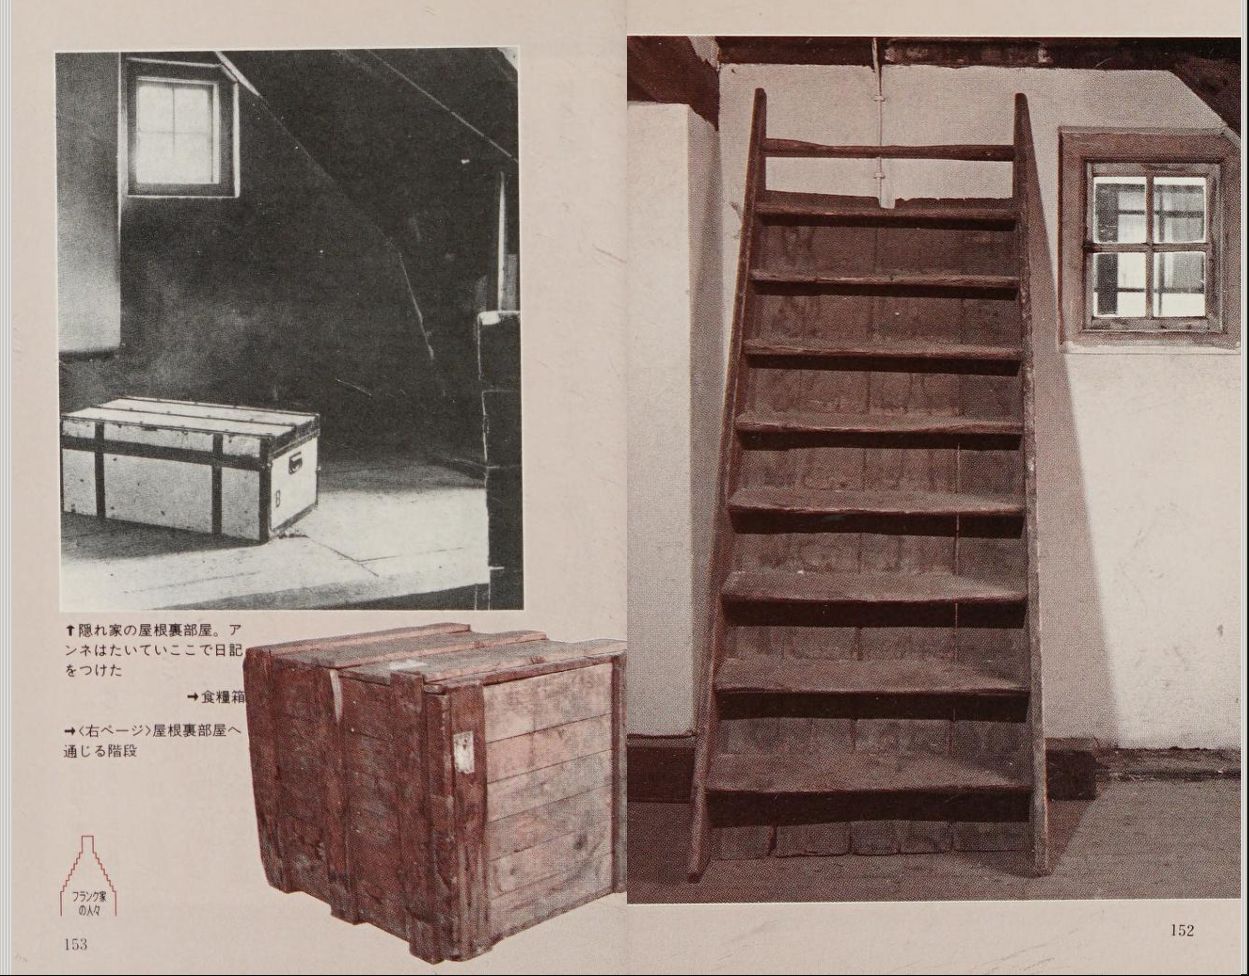 ↑隠れ家の屋根裏部屋。ア
ンネはたいていここで日記
をつけた
→食糧箱
→〈右ページ〉屋根裏部屋へ
通じる階段
フランク家
の人々
153
152
8